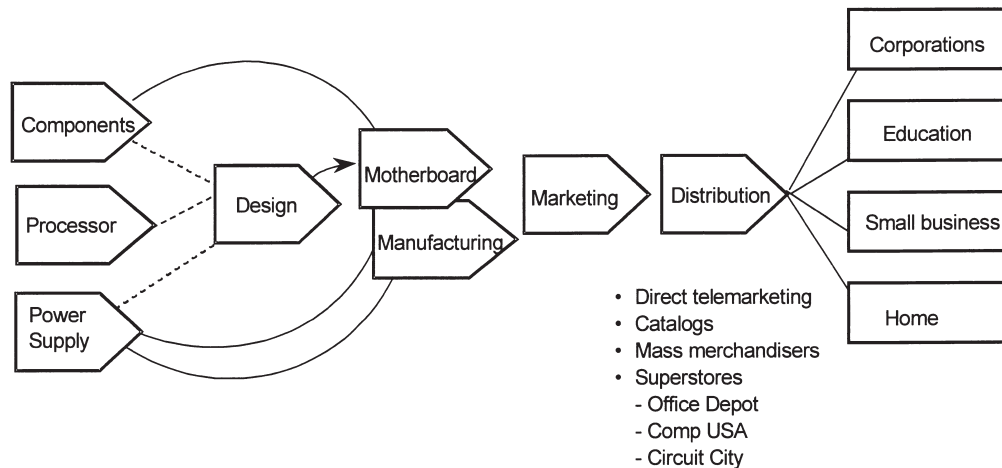 Components
Processor
Power
Supply
Design
Motherboard
Manufacturing
Marketing
Distribution
• Direct telemarketing
• Catalogs
• Mass merchandisers
• Superstores
- Office Depot
- Comp USA
- Circuit City
Corporations
Education
Small business
Home